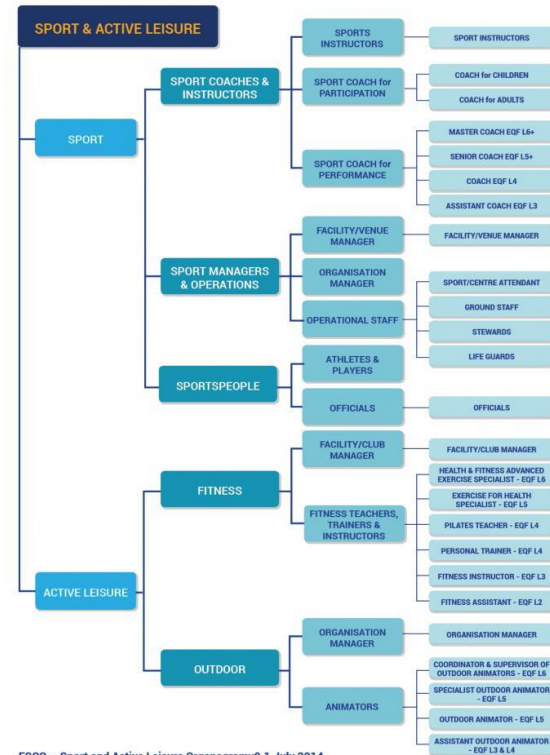 SPORT & ACTIVE LEISURE
SPORT
SPORT COACHES &
INSTRUCTORS
SPORTS
INSTRUCTORS
SPORT INSTRUCTORS
SPORT COACH for
PARTICIPATION
COACH for CHILDREN
COACH for ADULTS
SPORT COACH for
PERFORMANCE
MASTER COACH EQF L6+
SENIOR COACH EQF L5+
COACH EQF L4
ASSISTANT COACH EQF L3
SPORT MANAGERS
& OPERATIONS
FACILITY/VENUE
MANAGER
FACILITY/VENUE MANAGER
ORGANISATION
MANAGER
OPERATIONAL STAFF
SPORT/CENTRE ATTENDANT
GROUND STAFF
STEWARDS
LIFE GUARDS
SPORTSPEOPLE
ATHLETES &
PLAYERS
OFFICIALS
OFFICIALS
ACTIVE LEISURE
FITNESS
FACILITY/CLUB
MANAGER
FACILITY/CLUB MANAGER
FITNESS TEACHERS,
TRAINERS &
INSTRUCTORS
HEALTH & FITNESS ADVANCED
EXERCISE SPECIALIST - EQF L6
EXERCISE FOR HEALTH
SPECIALIST - EQF L5
PILATES TEACHER - EQF L4
PERSONAL TRAINER - EQF L4
FITNESS INSTRUCTOR - EQF L3
FITNESS ASSISTANT - EQF L2
OUTDOOR
ORGANISATION
MANAGER
ORGANISATION MANAGER
ANIMATORS
COORDINATOR & SUPERVISOR OF
OUTDOOR ANIMATORS - EQF L6
SPECIALIST OUTDOOR ANIMATOR
- EQF L5
OUTDOOR ANIMATOR - EQF L5
ASSISTANT OUTDOOR ANIMATOR
- EQF L3 & L4